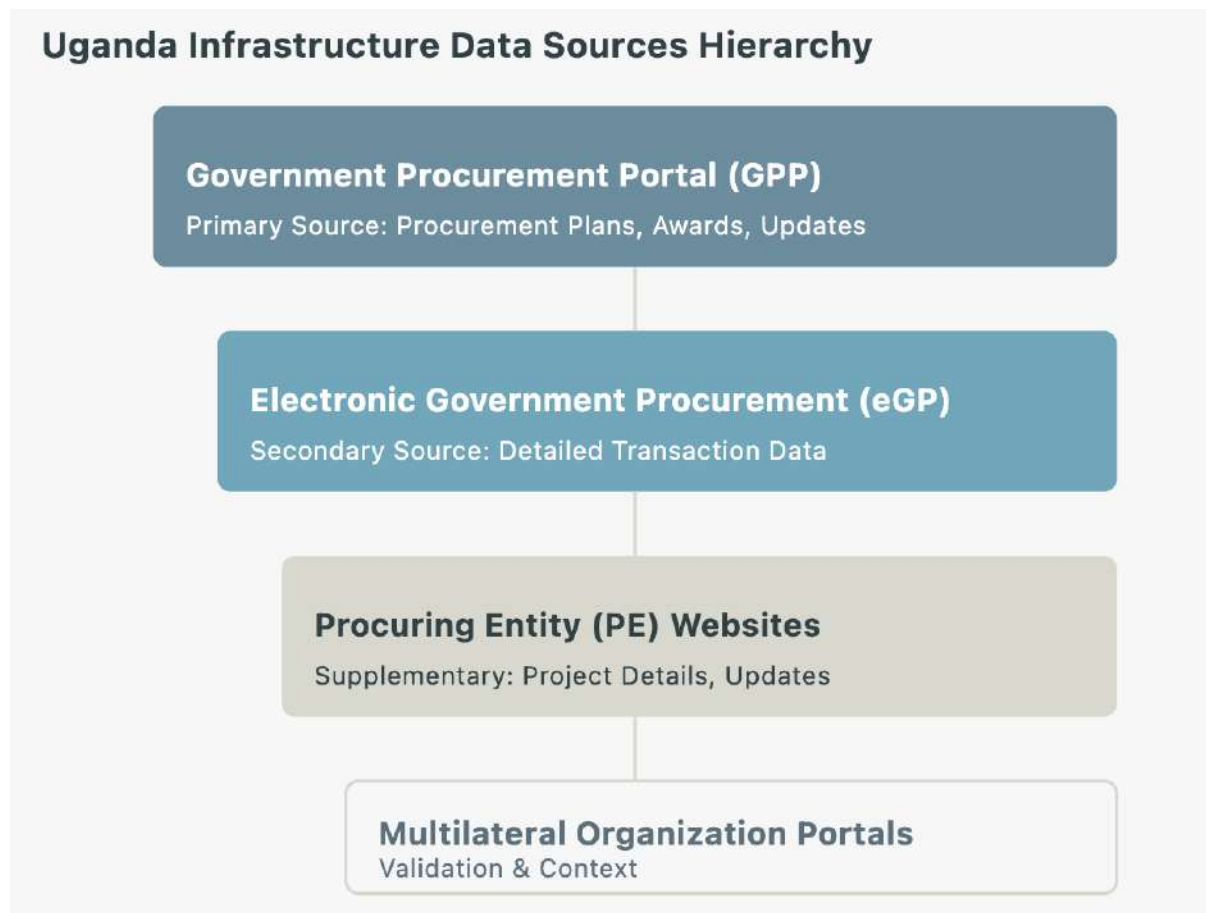 Uganda Infrastructure Data Sources Hierarchy
Government Procurement Portal (GPP)
Primary Source: Procurement Plans, Awards, Updates
Electronic Government Procurement (eGP)
Secondary Source: Detailed Transaction Data
Procuring Entity (PE) Websites
Supplementary: Project Details, Updates
Multilateral Organization Portals
Validation & Context